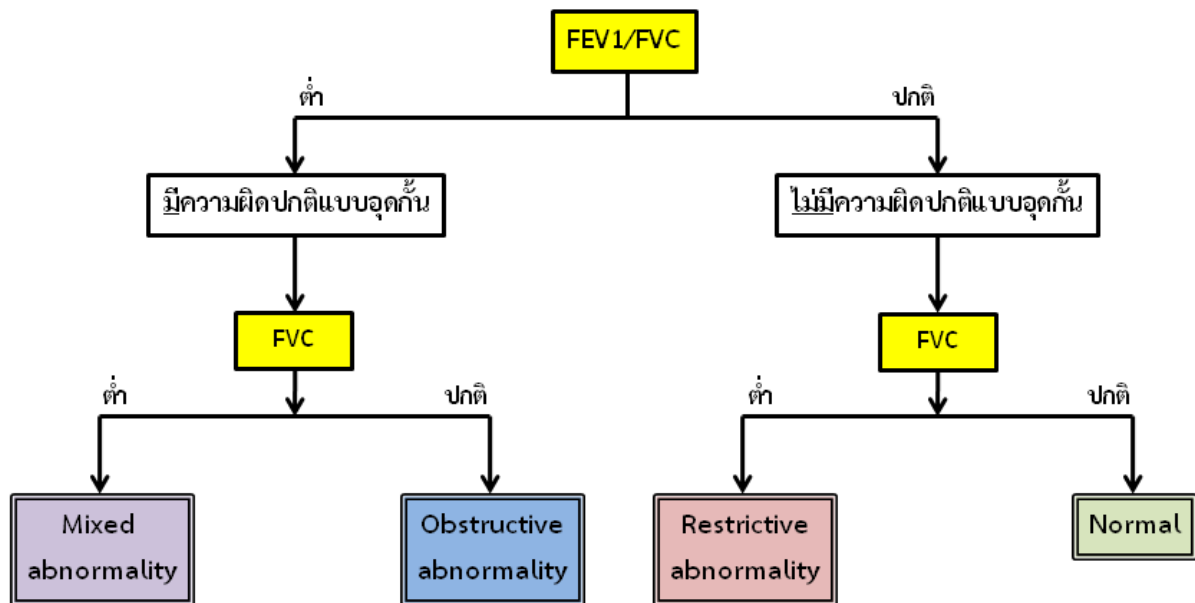 FEV1/FVC
ต่ำ
ปกติ
มีความผิดปกติแบบอุดกั้น
ไม่มีความผิดปกติแบบอุดกั้น
FVC
FVC
ต่ำ
ปกติ
ต่ำ
ปกติ
Mixed
abnormality
Obstructive
abnormality
Restrictive
abnormality
Normal